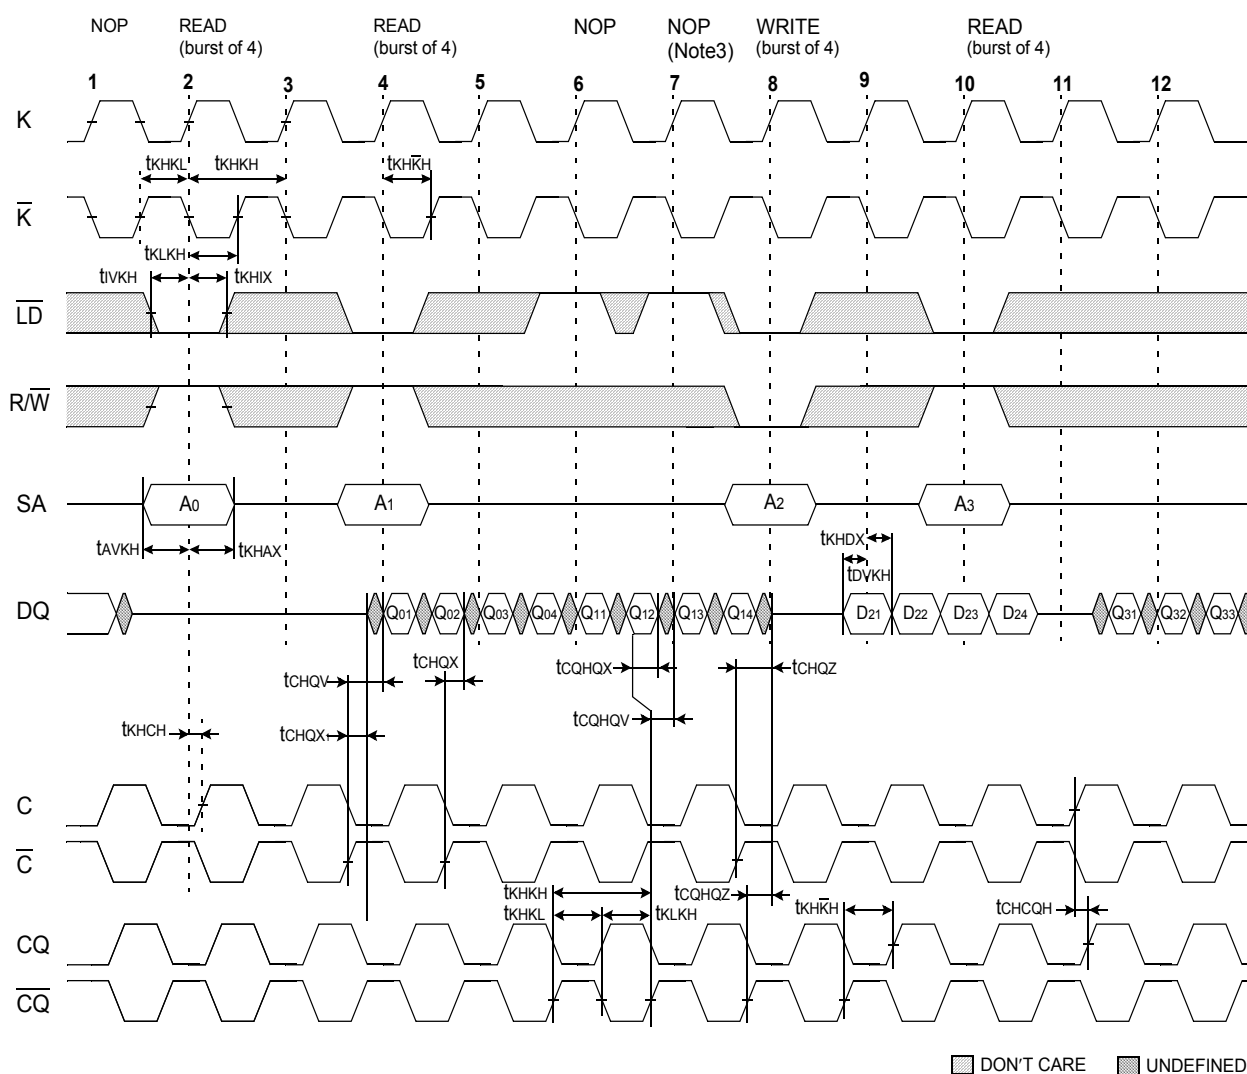 NOP READ READ NOP NOP WRITE READ
(burst of 4) (burst of 4) (Note3) (burst of 4) (burst of 4)
1 2 3 4 5 6 7 8 9 10 11 12
K
tKHKL tKHKH tKHK̅H
K̅
tKLKH
tIVKH tKHIX
L̅D̅
R/W̅
SA A0 A1 A2 A3
tAVKH tKHAX tKHDX
tDVKH
DQ Q01 Q02 Q03 Q04 Q11 Q12 Q13 Q14 D21 D22 D23 D24 Q31 Q32 Q33
tCHQV tCHQX tCQHQX tCHQZ
tKHCH tCHQX1 tCQHQV
C
C̅
tKHKH tCQHQZ tKHK̅H tCHCQH
tKHKL tKLKH
CQ
C̅Q̅
DON'T CARE UNDEFINED